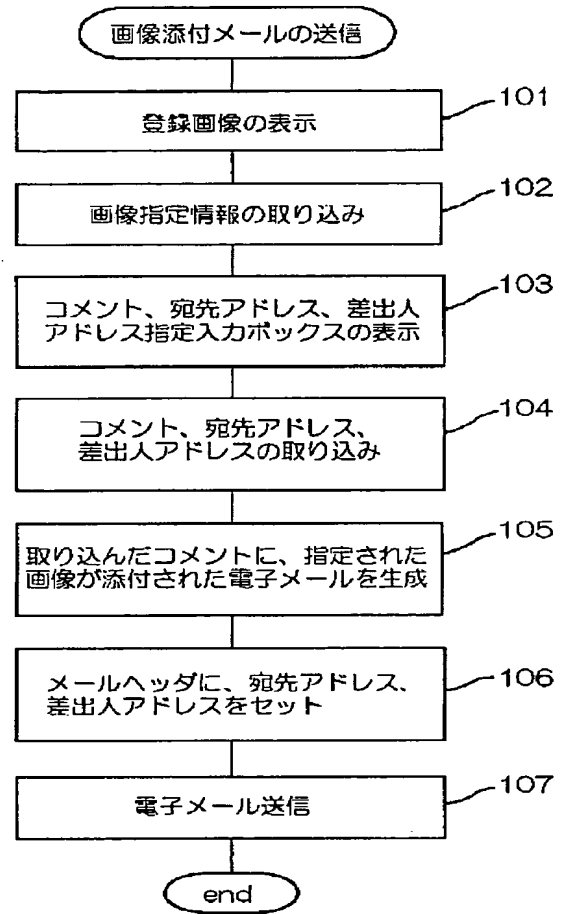 画像添付メールの送信
101
登録画像の表示
102
画像指定情報の取り込み
103
コメント、宛先アドレス、差出人
アドレス指定入力ボックスの表示
104
コメント、宛先アドレス、
差出人アドレスの取り込み
105
取り込んだコメントに、指定された
画像が添付された電子メールを生成
106
メールヘッダに、宛先アドレス、
差出人アドレスをセット
107
電子メール送信
end